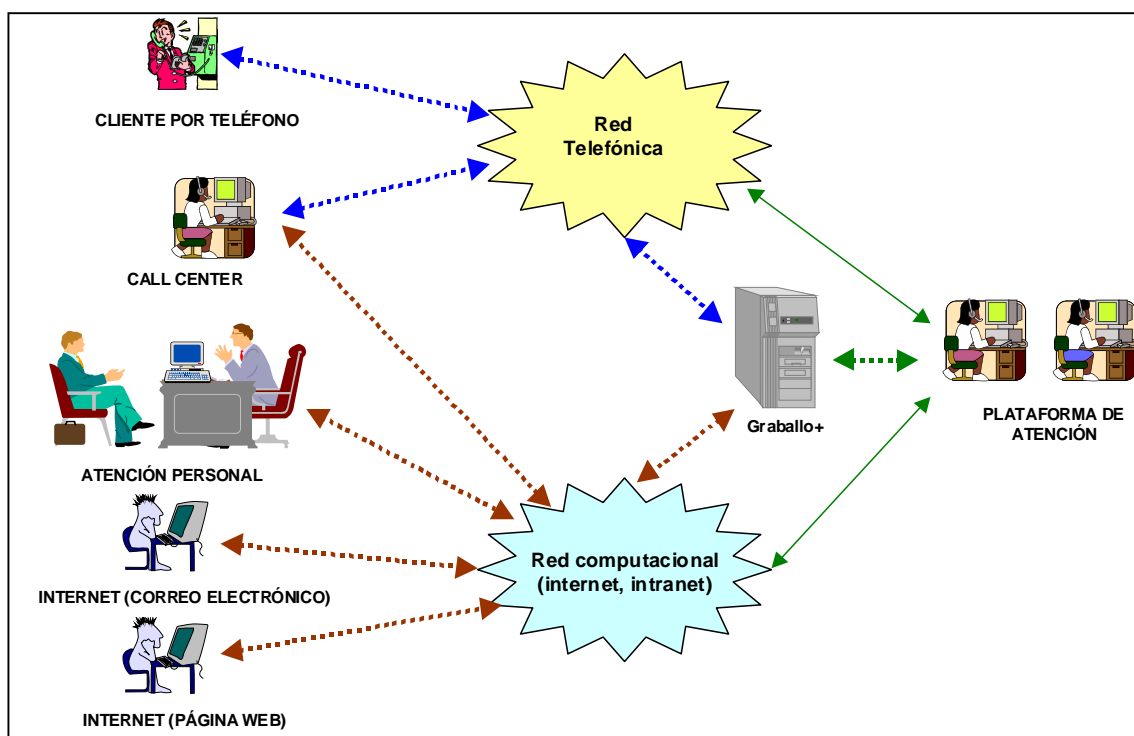 CLIENTE POR TELÉFONO
Red
Telefónica
CALL CENTER
Graballo+
PLATAFORMA DE
ATENCIÓN
ATENCIÓN PERSONAL
Red computacional
(internet, intranet)
INTERNET (CORREO ELECTRÓNICO)
INTERNET (PÁGINA WEB)